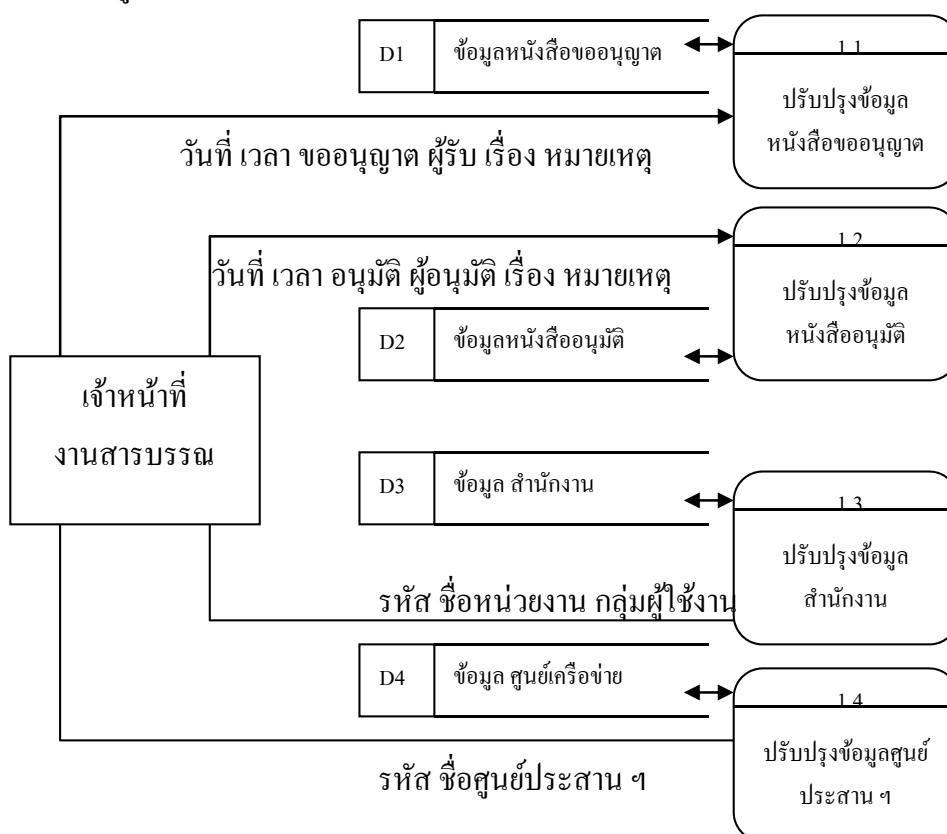 D1 ข้อมูลหนังสือขออนุญาต
1.1
ปรับปรุงข้อมูล
หนังสือขออนุญาต
วันที่ เวลา ขออนุญาต ผู้รับ เรื่อง หมายเหตุ
1.2
วันที่ เวลา อนุมัติ ผู้อนุมัติ เรื่อง หมายเหตุ
ปรับปรุงข้อมูล
หนังสืออนุมัติ
D2 ข้อมูลหนังสืออนุมัติ
เจ้าหน้าที่
งานสารบรรณ
D3 ข้อมูล สำนักงาน
1.3
ปรับปรุงข้อมูล
สำนักงาน
รหัส ชื่อหน่วยงาน กลุ่มผู้ใช้งาน
D4 ข้อมูล ศูนย์เครือข่าย
1.4
ปรับปรุงข้อมูลศูนย์
ประสาน ฯ
รหัส ชื่อศูนย์ประสาน ฯ